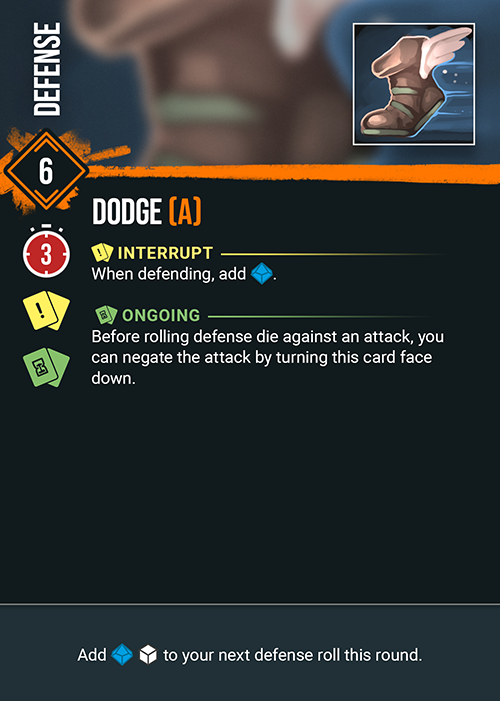 DEFENSE
6
DODGE (A)
3
! INTERRUPT
When defending, add .
!
ONGOING
Before rolling defense die against an attack, you
can negate the attack by turning this card face
down.
Add to your next defense roll this round.